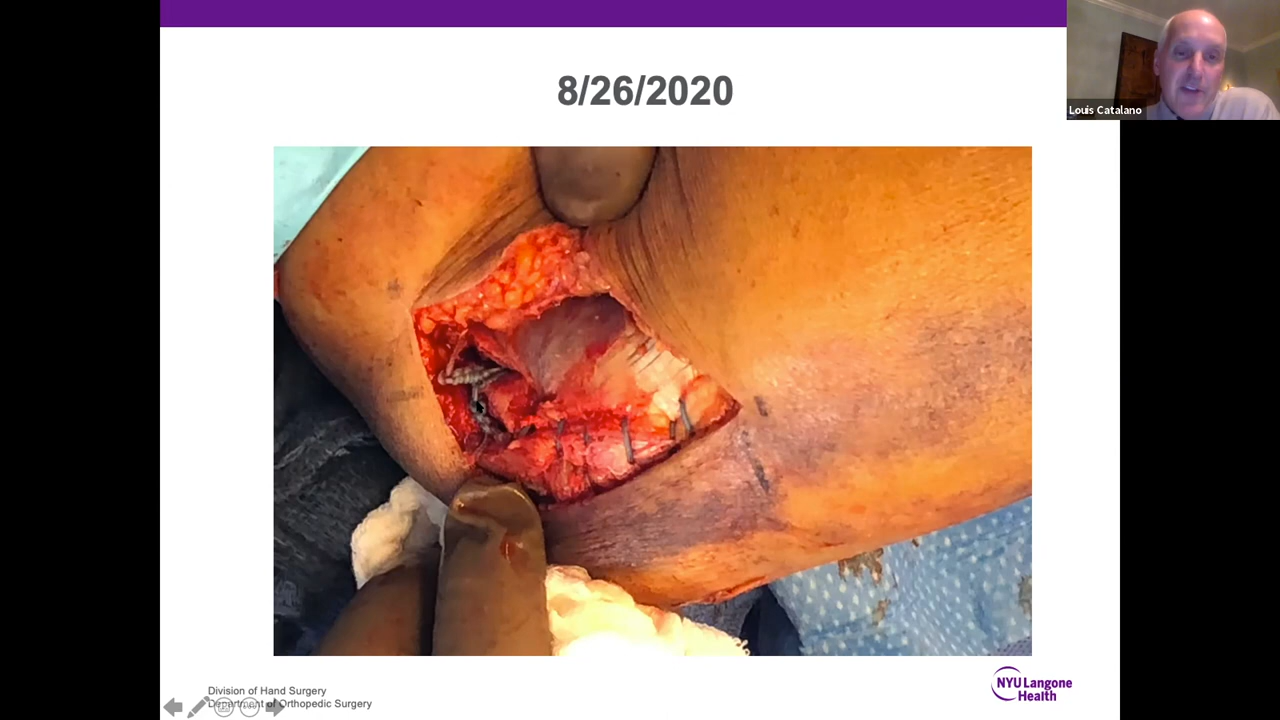 8/26/2020
Louis Catalano
Division of Hand Surgery
Department of Orthopedic Surgery
NYU Langone
Health